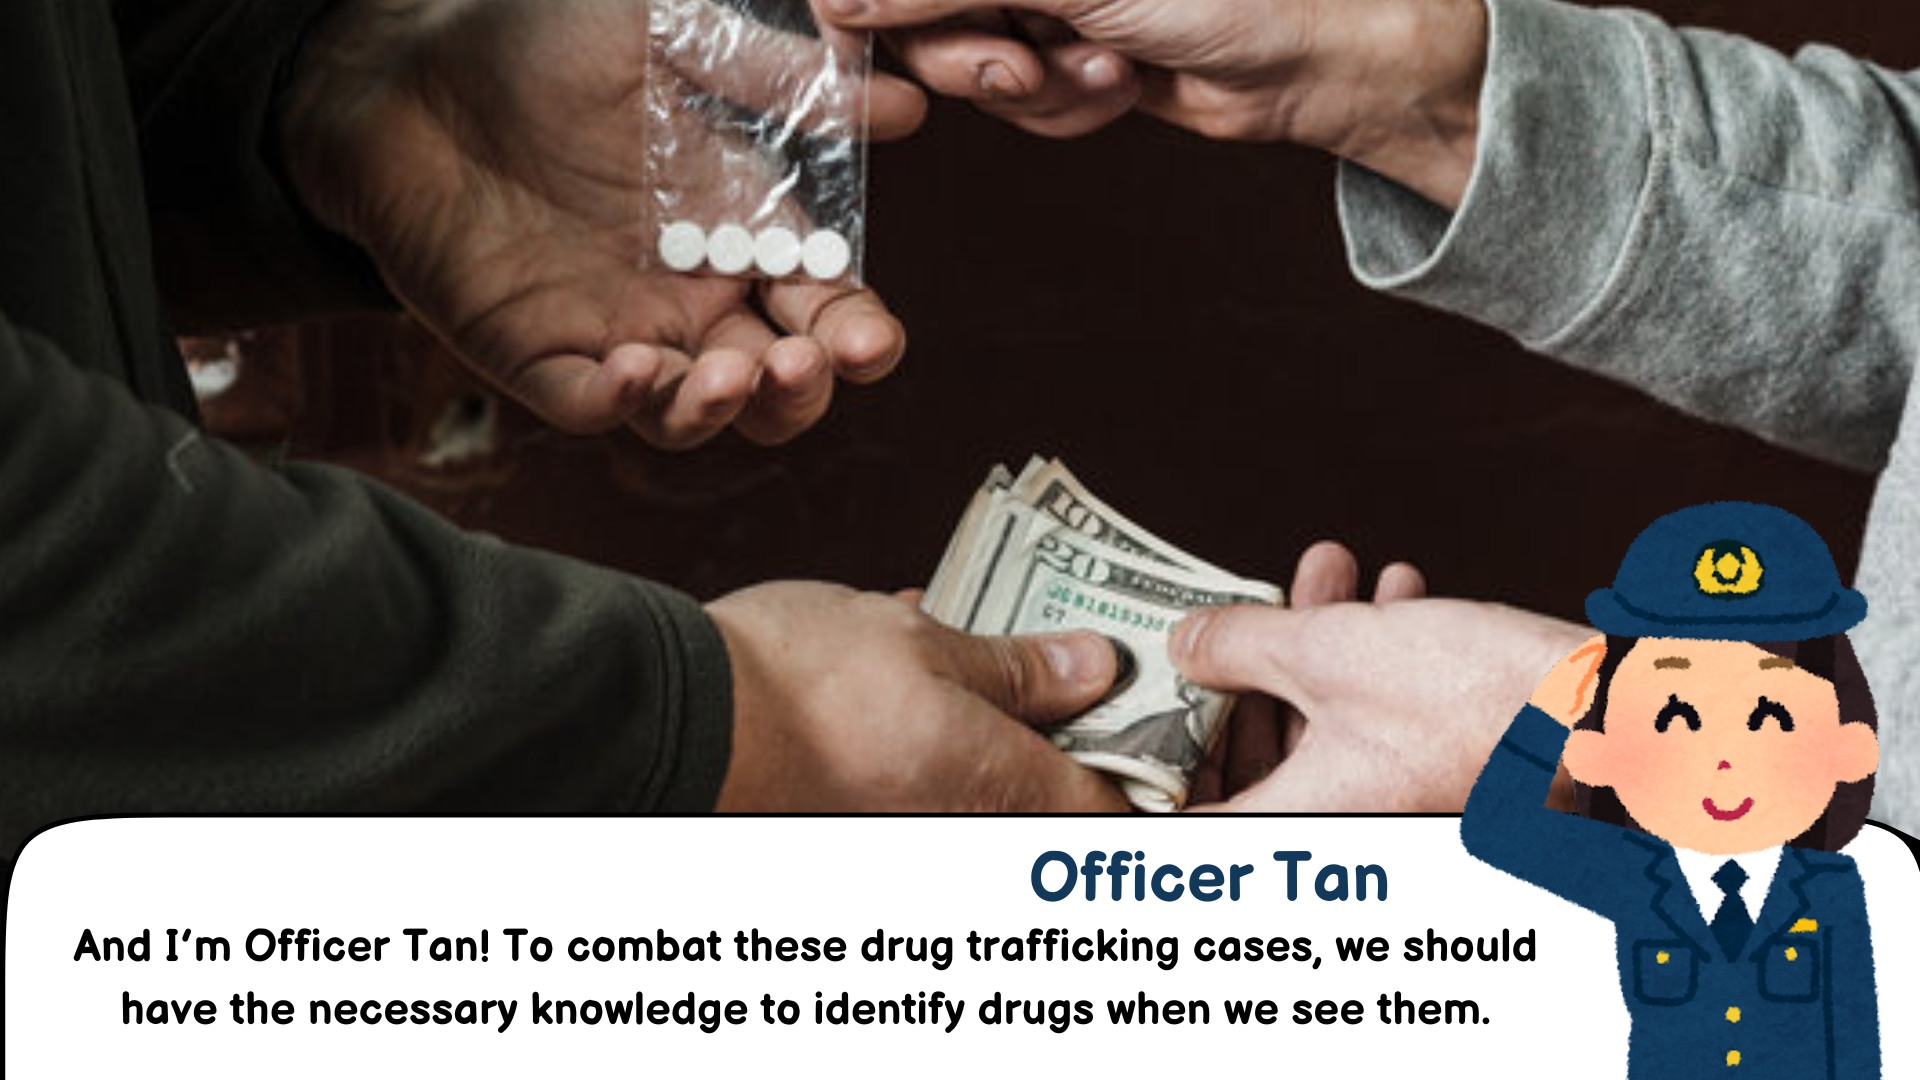 20
Officer Tan
And I'm Officer Tan! To combat these drug trafficking cases, we should
have the necessary knowledge to identify drugs when we see them.